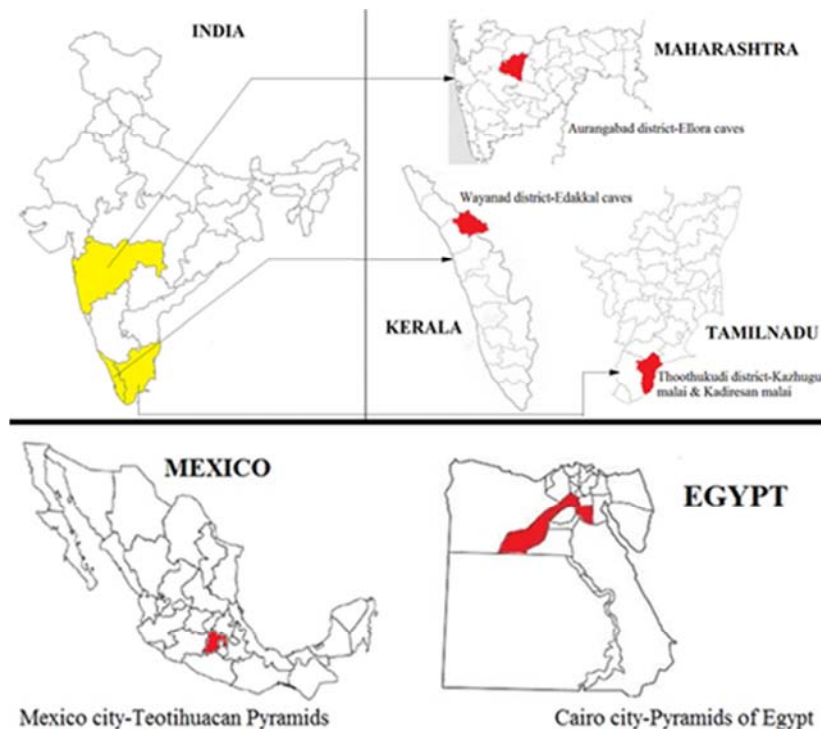 INDIA
MAHARASHTRA
Aurangabad district-Ellora caves
Wayanad district-Edakkal caves
KERALA
TAMILNADU
Thoothukudi district-Kazhugu
malai & Kadiresan malai
MEXICO
EGYPT
Mexico city-Teotihuacan Pyramids
Cairo city-Pyramids of Egypt